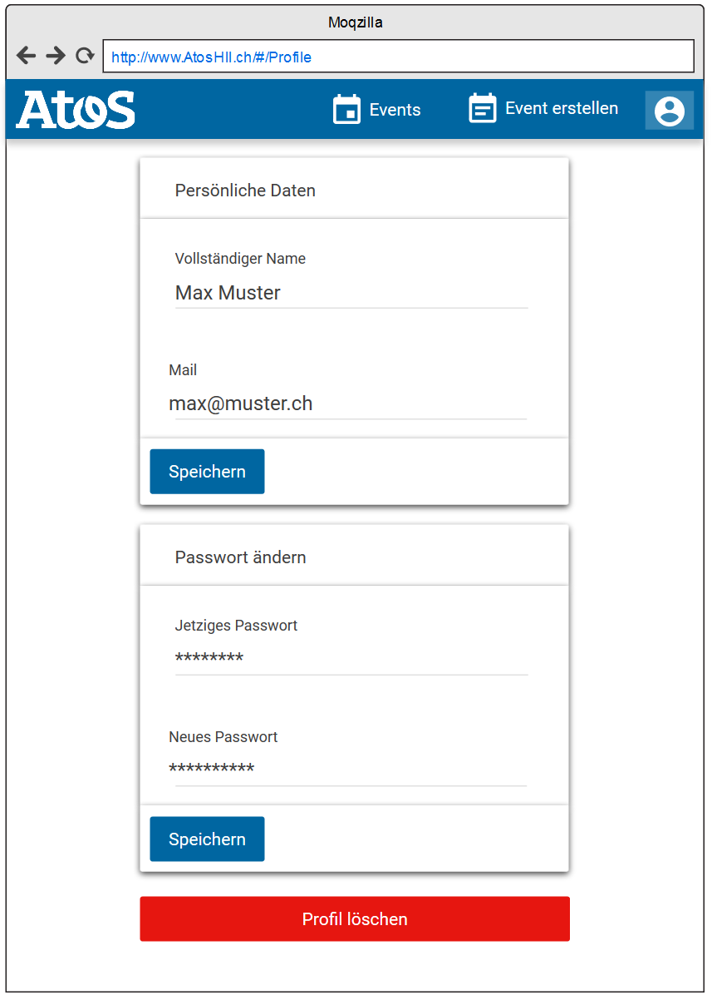 Moqzilla
http://www.AtosHIl.ch/#/Profile
Atos
Events
Event erstellen
Persönliche Daten
Vollständiger Name
Max Muster
Mail
max@muster.ch
Speichern
Passwort ändern
Jetziges Passwort
********
Neues Passwort
**********
Speichern
Profil löschen